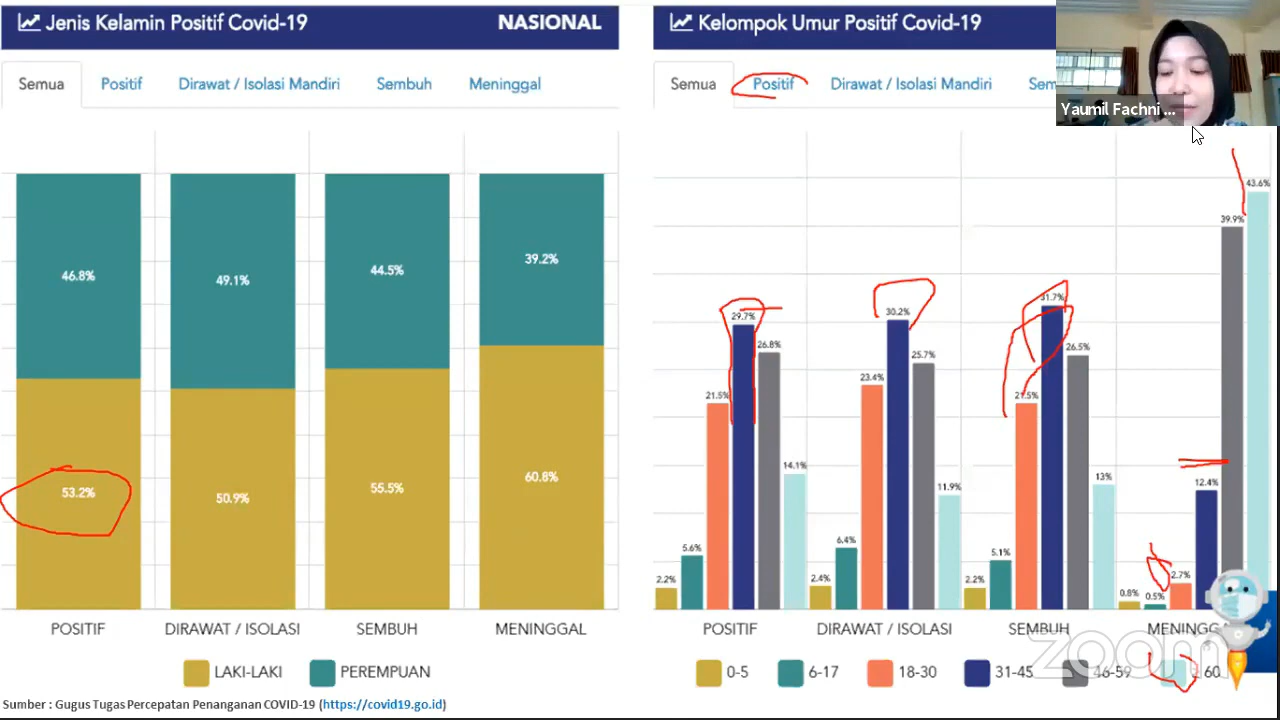 Jenis Kelamin Positif Covid-19 NASIONAL
Semua Positif Dirawat / Isolasi Mandiri Sembuh Meninggal
46.8% 49.1% 44.5% 39.2%
53.2% 50.9% 55.5% 60.8%
POSITIF DIRAWAT / ISOLASI SEMBUH MENINGGAL
LAKI-LAKI PEREMPUAN
Kelompok Umur Positif Covid-19
Semua Positif Dirawat / Isolasi Mandiri Sem
Yaumil Fachni ...
2.2% 5.6% 21.5% 29.7% 26.8% 14.1%
2.4% 6.4% 23.4% 30.2% 25.7% 11.9%
2.2% 5.1% 21.5% 31.7% 26.5% 13%
0.8% 0.5% 2.7% 12.4% 39.9% 43.6%
POSITIF DIRAWAT / ISOLASI SEMBUH MENINGGA
0-5 6-17 18-30 31-45 46-59 60
zoom
Sumber : Gugus Tugas Percepatan Penanganan COVID-19 (https://covid19.go.id)